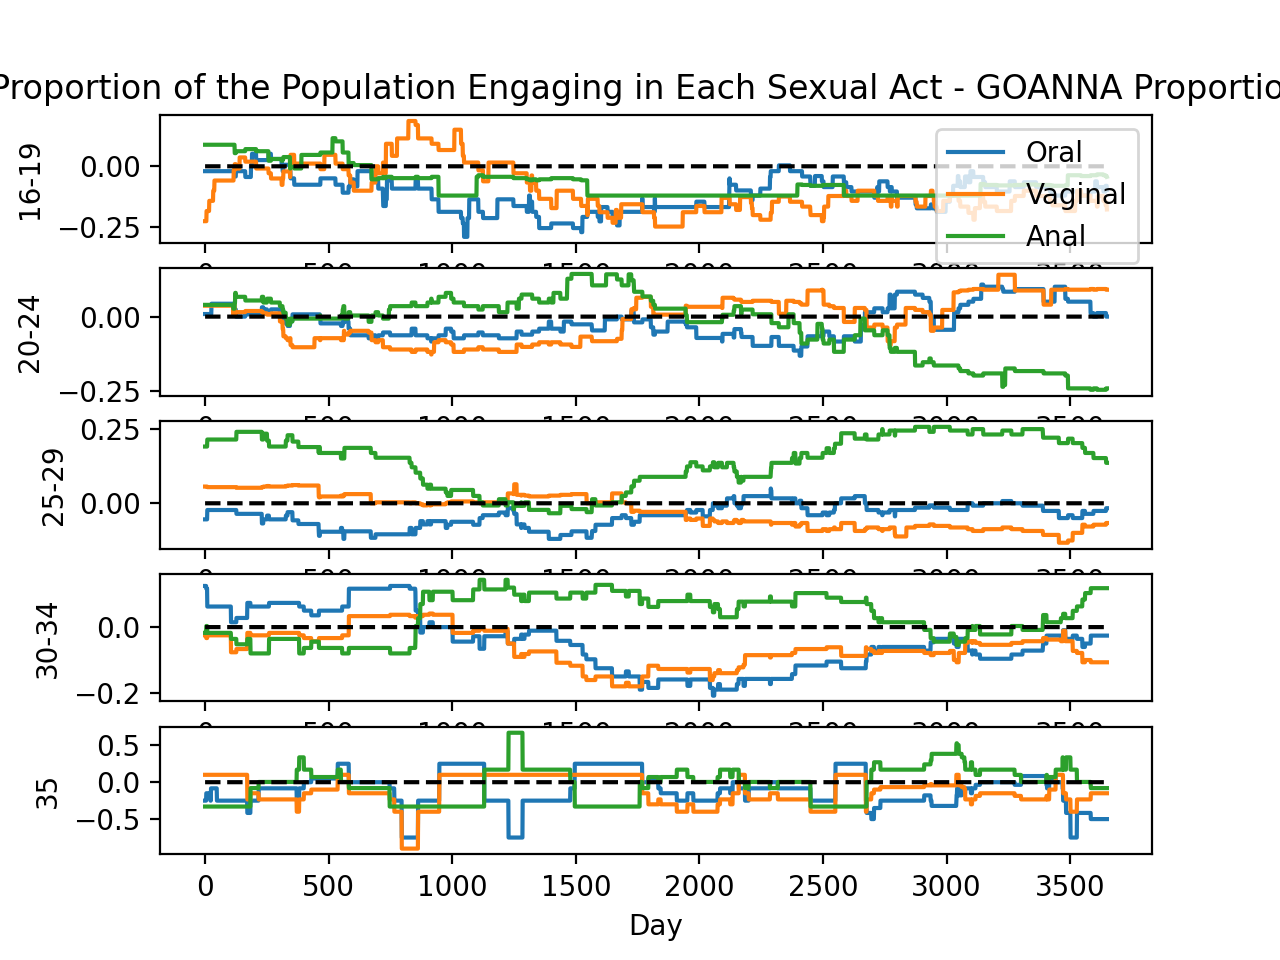 Proportion of the Population Engaging in Each Sexual Act - GOANNA Proportio
16-19
0.00
−0.25
Oral
Vaginal
Anal
20-24
0.00
−0.25
25-29
0.25
0.00
30-34
0.0
−0.2
35
0.5
0.0
−0.5
0 500 1000 1500 2000 2500 3000 3500
Day